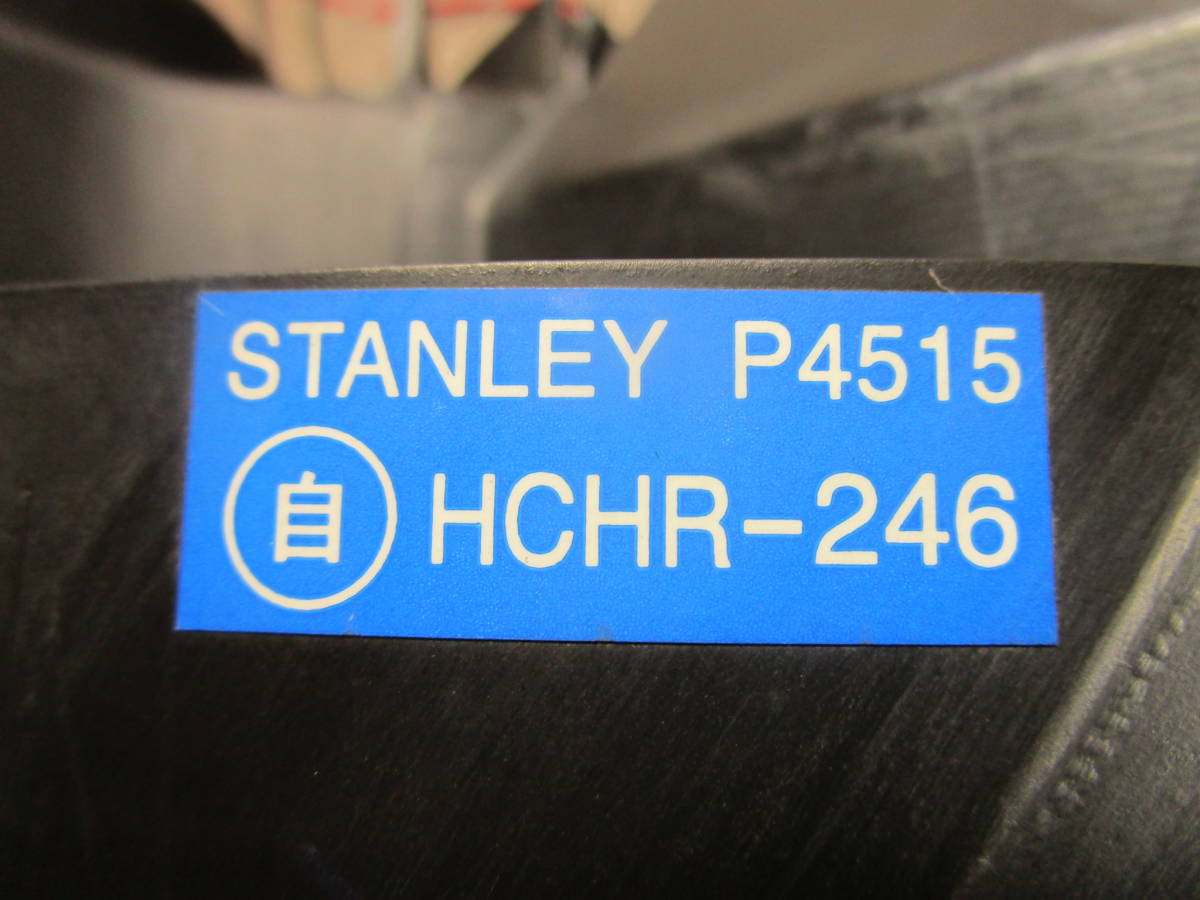 STANLEY P4515
自 HCHR-246